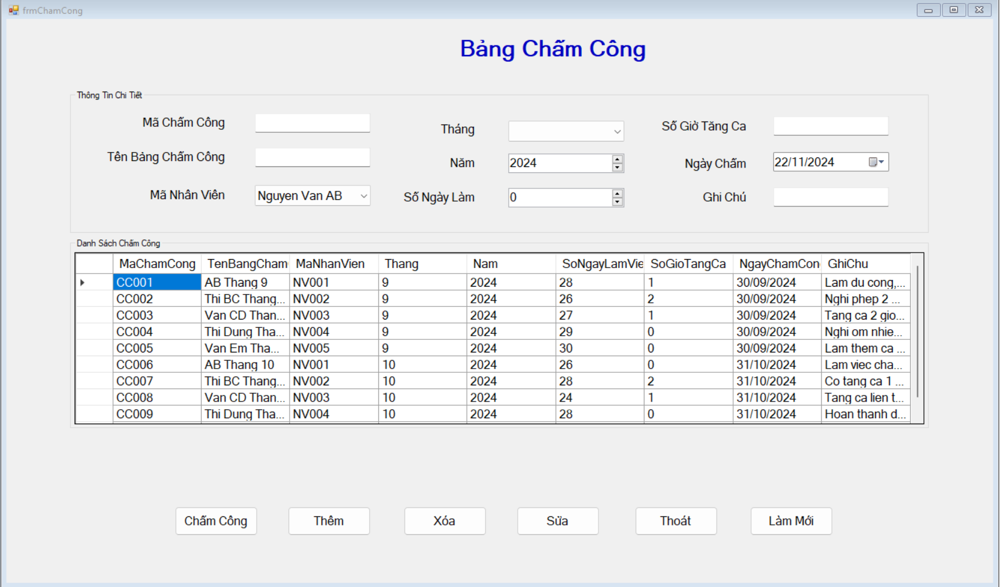 frmChamCong
Bảng Chấm Công
Thông Tin Chi Tiết
Mã Chấm Công
Tháng
Số Giờ Tăng Ca
Tên Bảng Chấm Công
Năm 2024
Ngày Chấm 22/11/2024
Mã Nhân Viên Nguyen Van AB
Số Ngày Làm 0
Ghi Chú
Danh Sách Chấm Công
MaChamCong TenBangCham MaNhanVien Thang Nam SoNgayLamVie SoGioTangCa NgayChamCon GhiChu
CC001 AB Thang 9 NV001 9 2024 28 1 30/09/2024 Lam du cong,...
CC002 Thi BC Thang... NV002 9 2024 26 2 30/09/2024 Nghi phep 2 ...
CC003 Van CD Than... NV003 9 2024 27 1 30/09/2024 Tang ca 2 gio...
CC004 Thi Dung Tha... NV004 9 2024 29 0 30/09/2024 Nghi om nhie...
CC005 Van Em Tha... NV005 9 2024 30 0 30/09/2024 Lam them ca ...
CC006 AB Thang 10 NV001 10 2024 26 0 31/10/2024 Lam viec cha...
CC007 Thi BC Thang... NV002 10 2024 28 2 31/10/2024 Co tang ca 1 ...
CC008 Van CD Than... NV003 10 2024 24 1 31/10/2024 Tang ca lien t...
CC009 Thi Dung Tha... NV004 10 2024 28 0 31/10/2024 Hoan thanh d...
Chấm Công Thêm Xóa Sửa Thoát Làm Mới